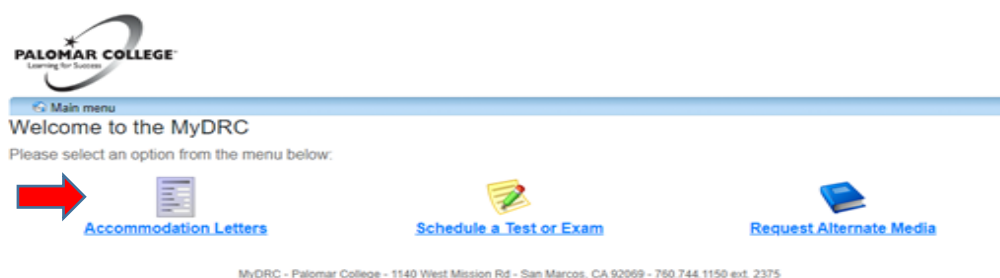 PALOMAR COLLEGE
Learning for Success
Main menu
Welcome to the MyDRC
Please select an option from the menu below:
Accommodation Letters
Schedule a Test or Exam
Request Alternate Media
MyDRC - Palomar College - 1140 West Mission Rd - San Marcos, CA 92069 - 760.744.1150 ext. 2375